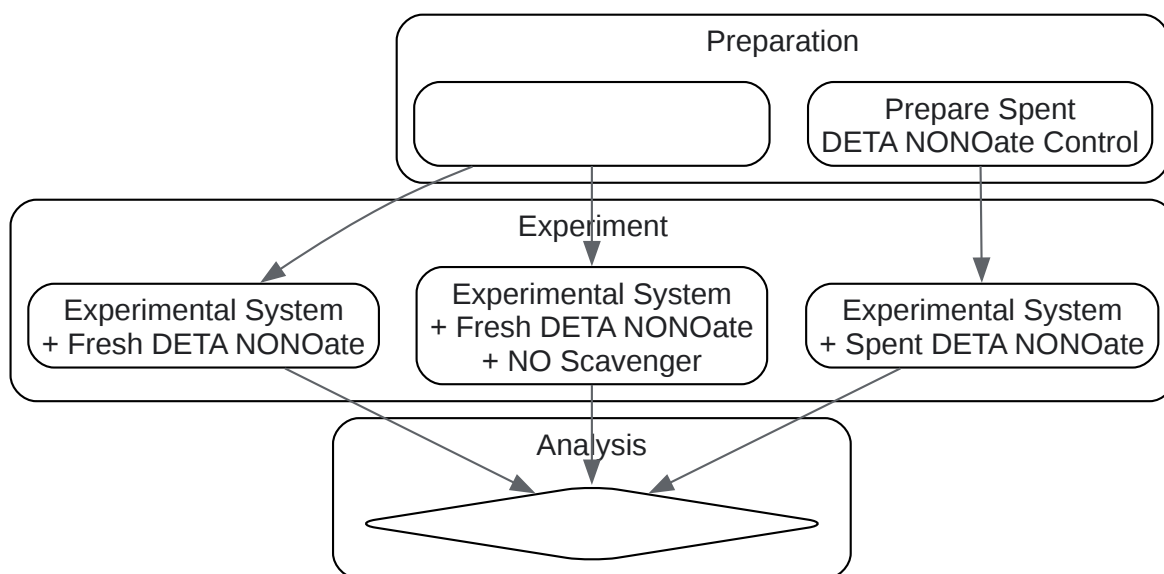 Preparation
Prepare Spent
DETA NONOate Control
Experiment
Experimental System
+ Fresh DETA NONOate
Experimental System
+ Fresh DETA NONOate
+ NO Scavenger
Experimental System
+ Spent DETA NONOate
Analysis